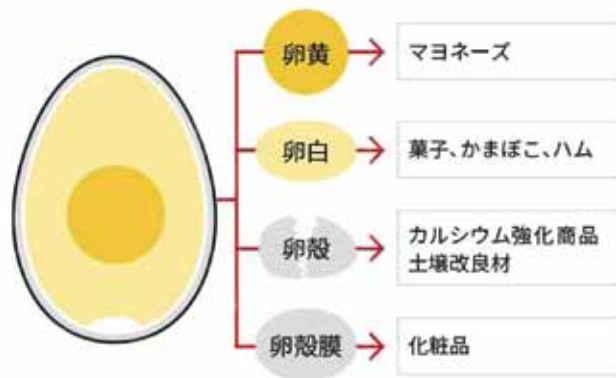 卵黄
マヨネーズ
卵白
菓子、かまぼこ、ハム
卵殻
カルシウム強化商品
土壌改良材
卵殻膜
化粧品